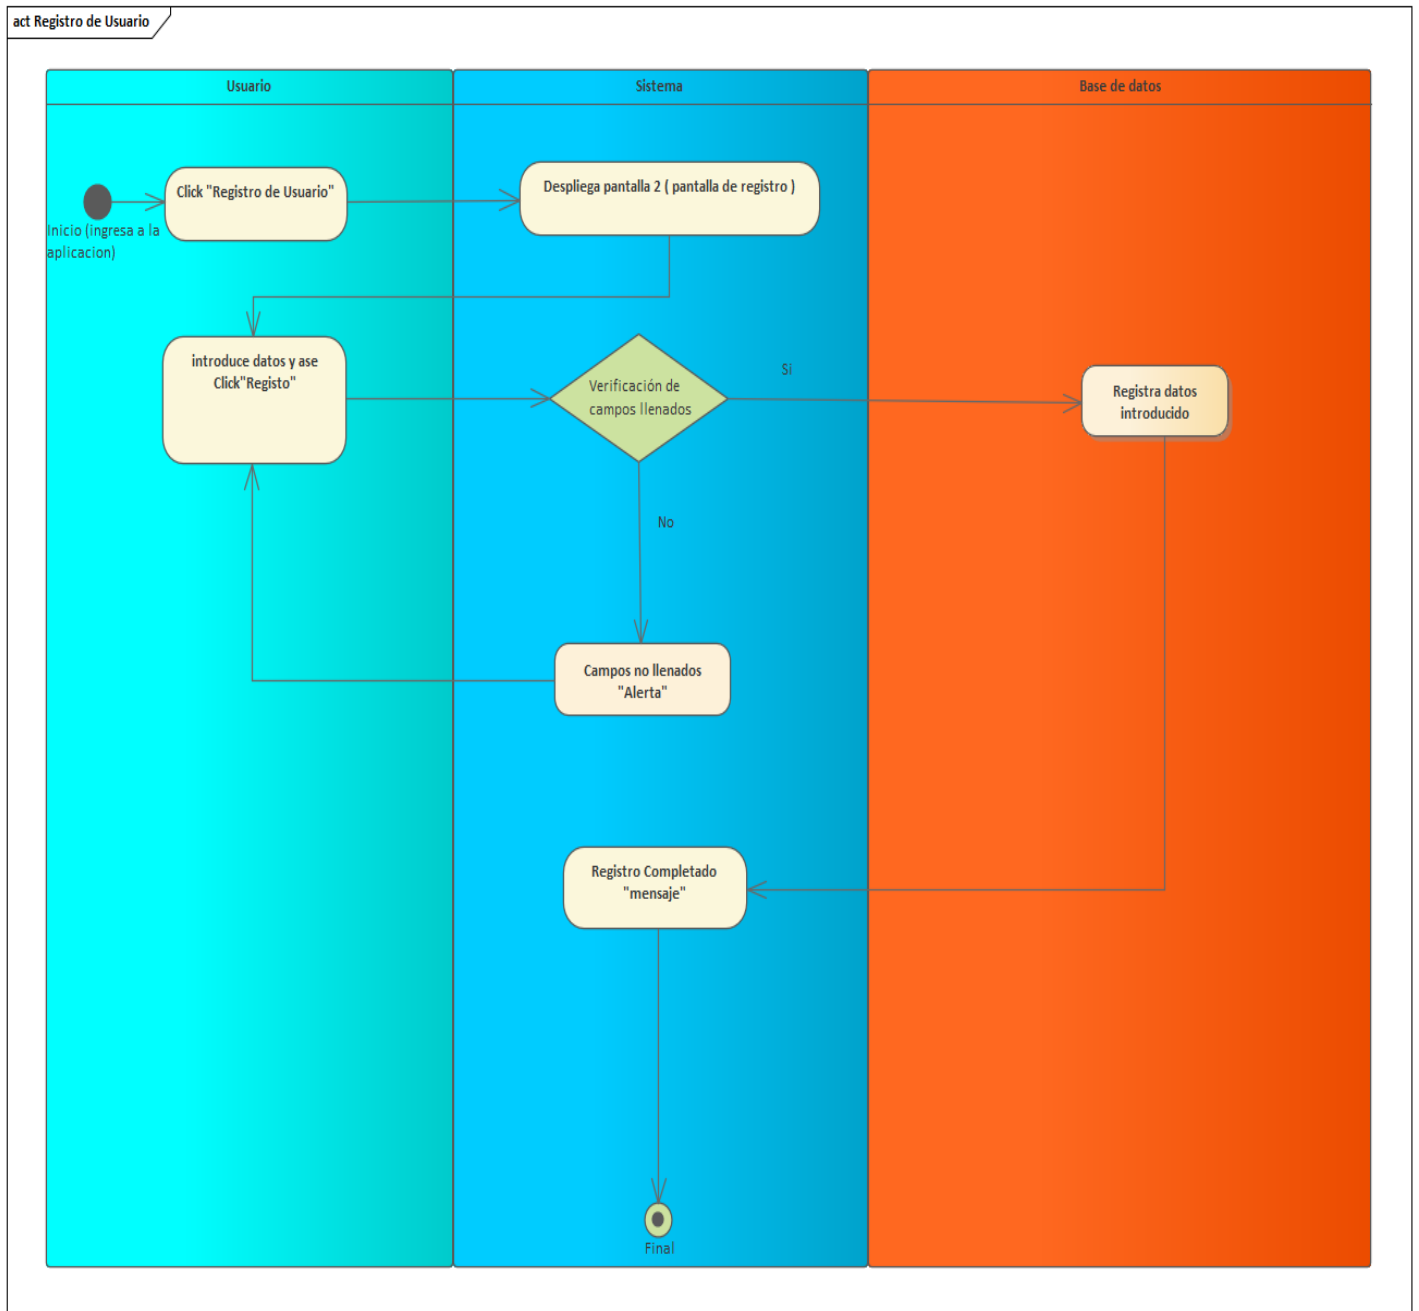 act Registro de Usuario
Usuario
Sistema
Base de datos
Click "Registro de Usuario"
Despliega pantalla 2 ( pantalla de registro )
Inicio (ingresa a la
aplicacion)
introduce datos y ase
Click"Registo"
Verificación de
campos llenados
Si
Registra datos
introducido
No
Campos no llenados
"Alerta"
Registro Completado
"mensaje"
Final